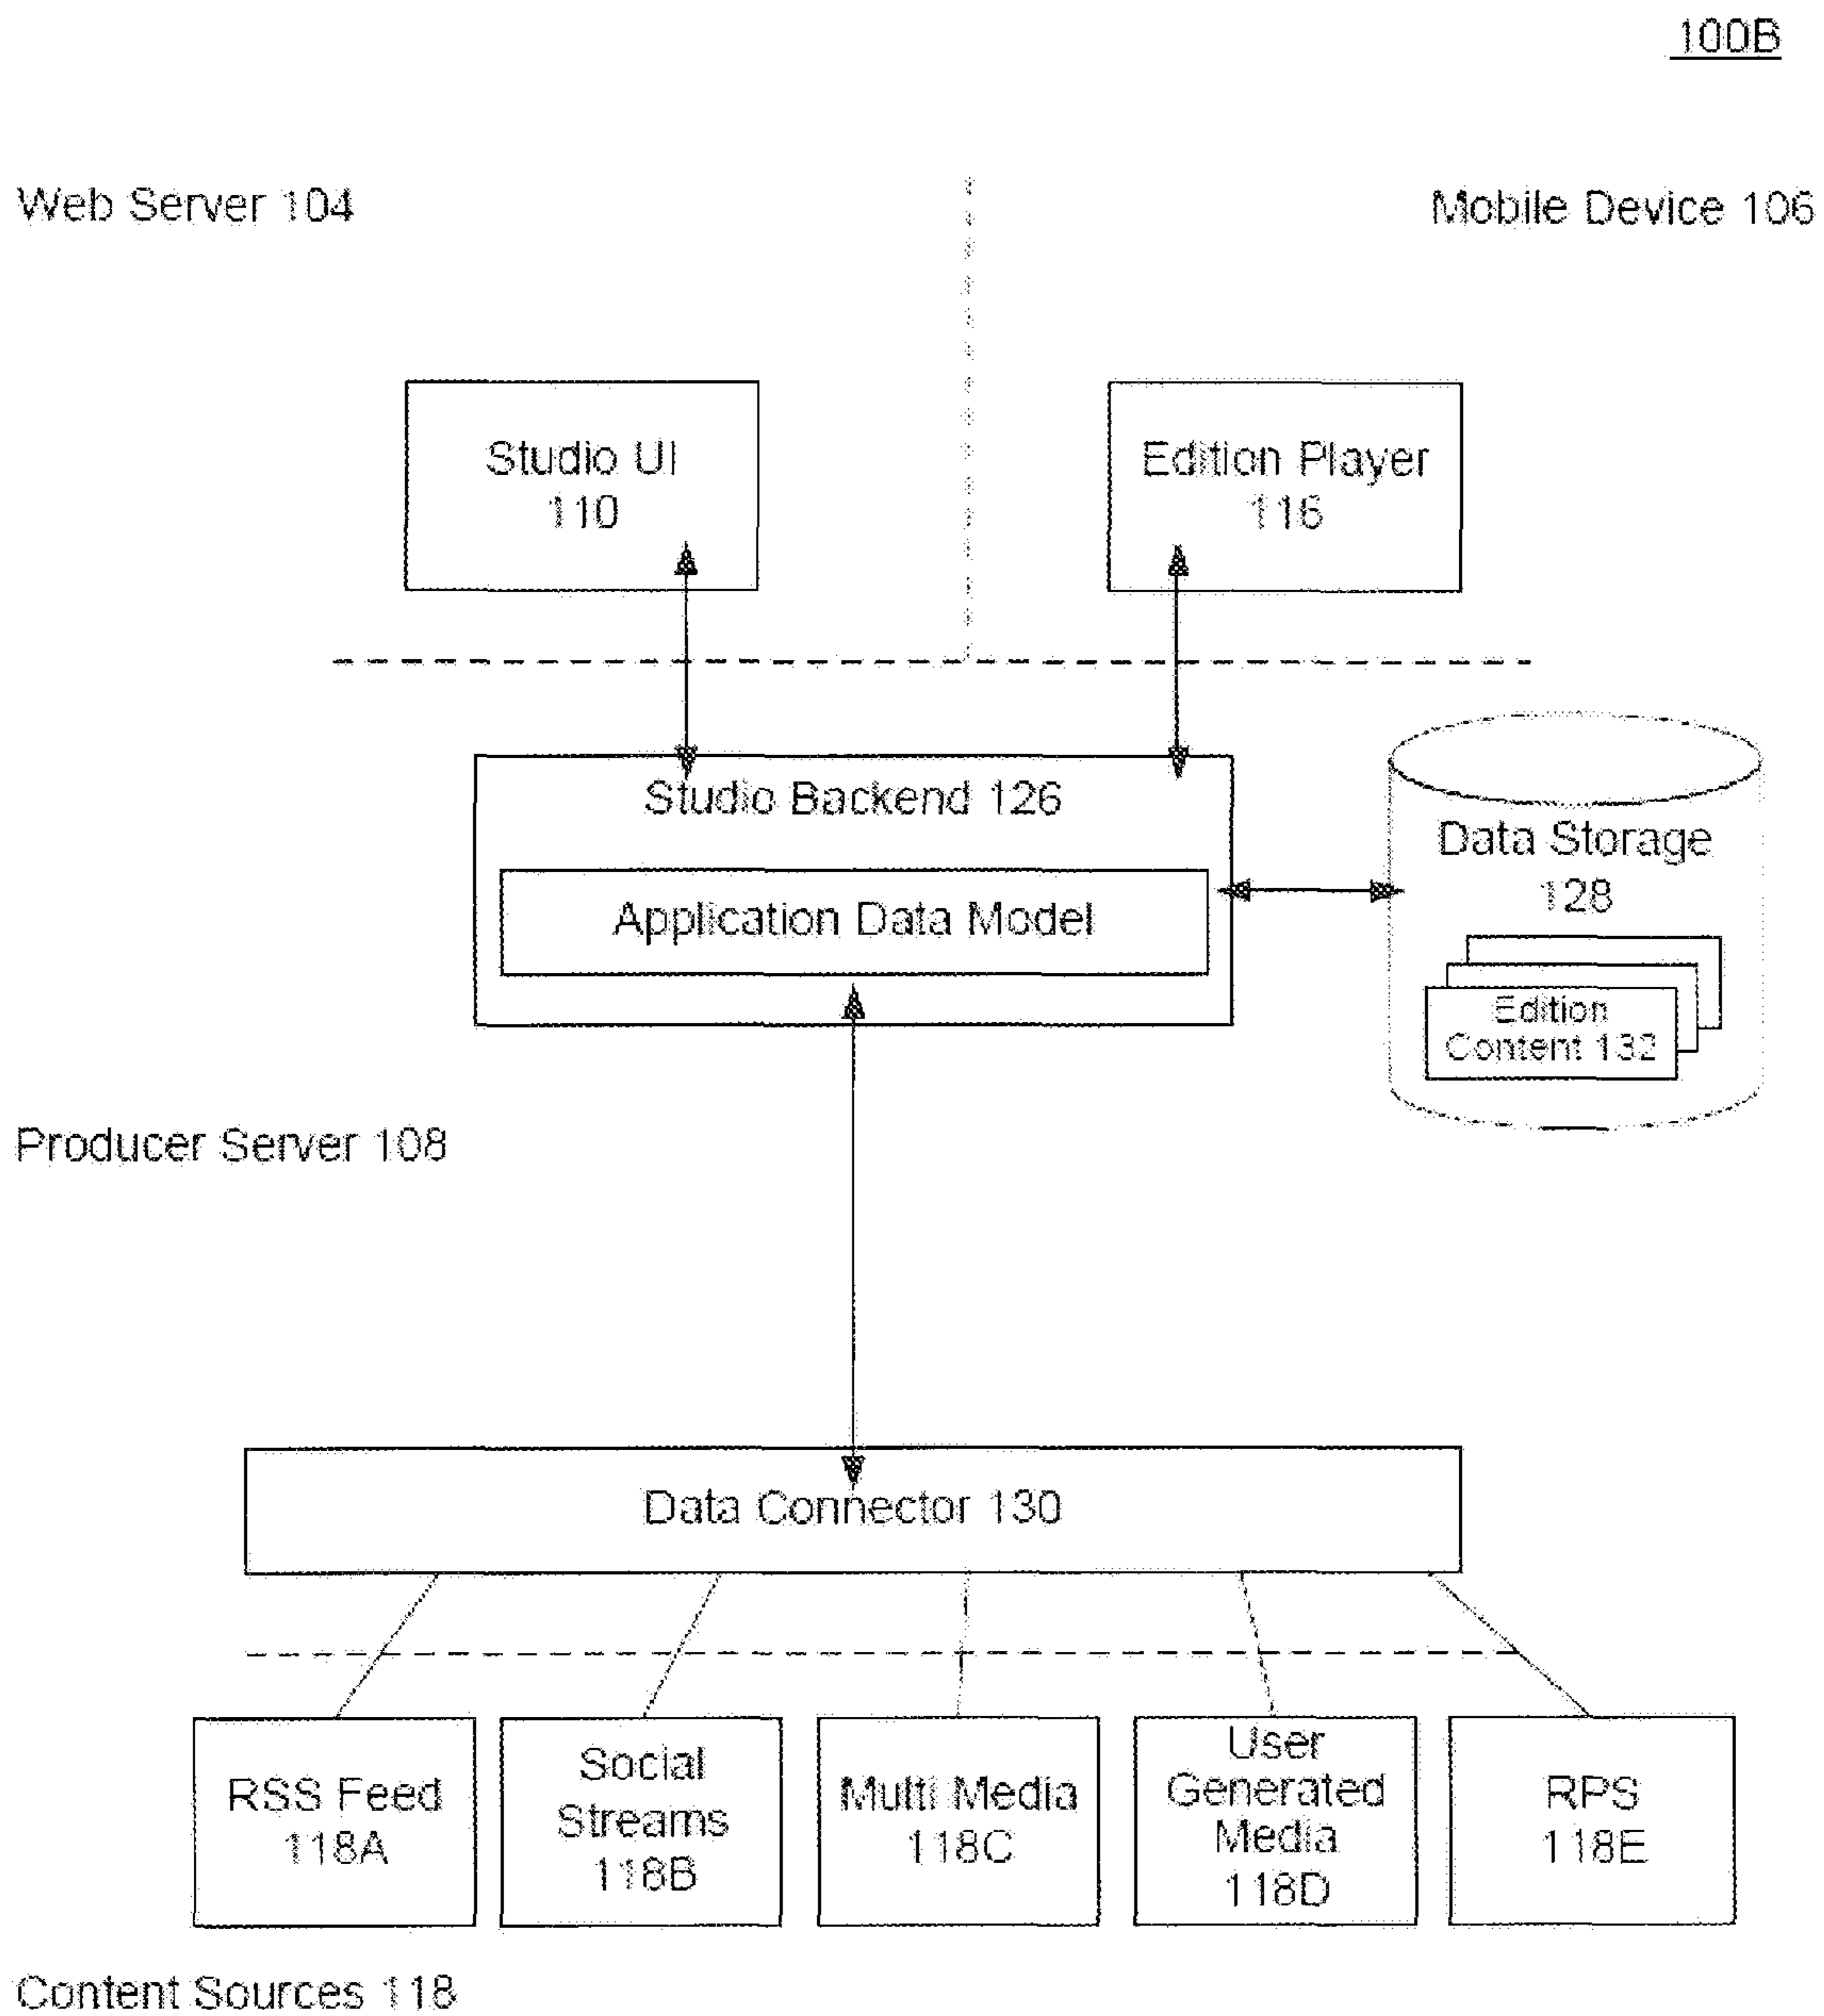 100B
Web Server 104
Mobile Device 106
Studio UI
110
Edition Player
116
Studio Backend 126
Application Data Model
Data Storage
128
Edition
Content 132
Producer Server 108
Data Connector 130
RSS Feed
118A
Social
Streams
118B
Multi Media
118C
User
Generated
Media
118D
RPS
118E
Content Sources 118